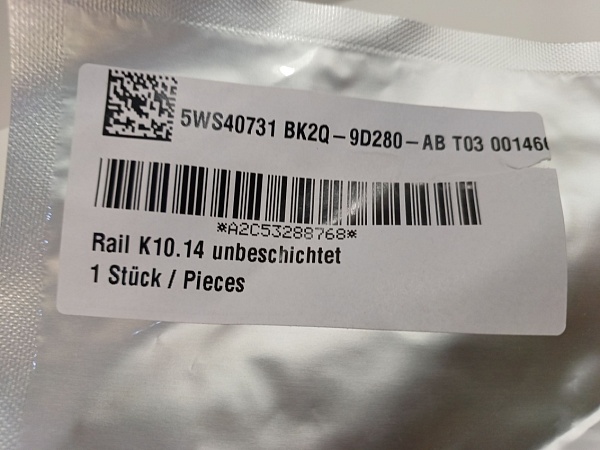 5WS40731 BK2Q-9D280-AB T03 00146
*A2C53288768*
Rail K10.14 unbeschichtet
1 Stück / Pieces